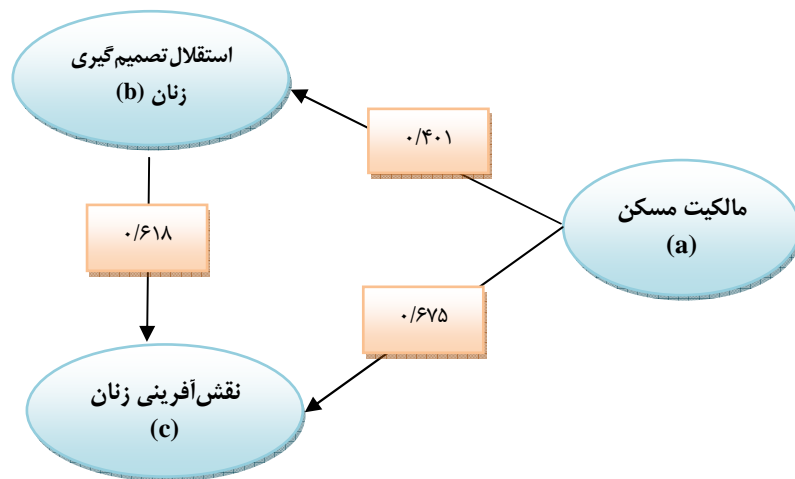 استقلال تصمیم‌گیری
زنان (b)
۰/۴۰۱
مالکیت مسکن
(a)
۰/۶۱۸
۰/۶۷۵
نقش‌آفرینی زنان
(c)